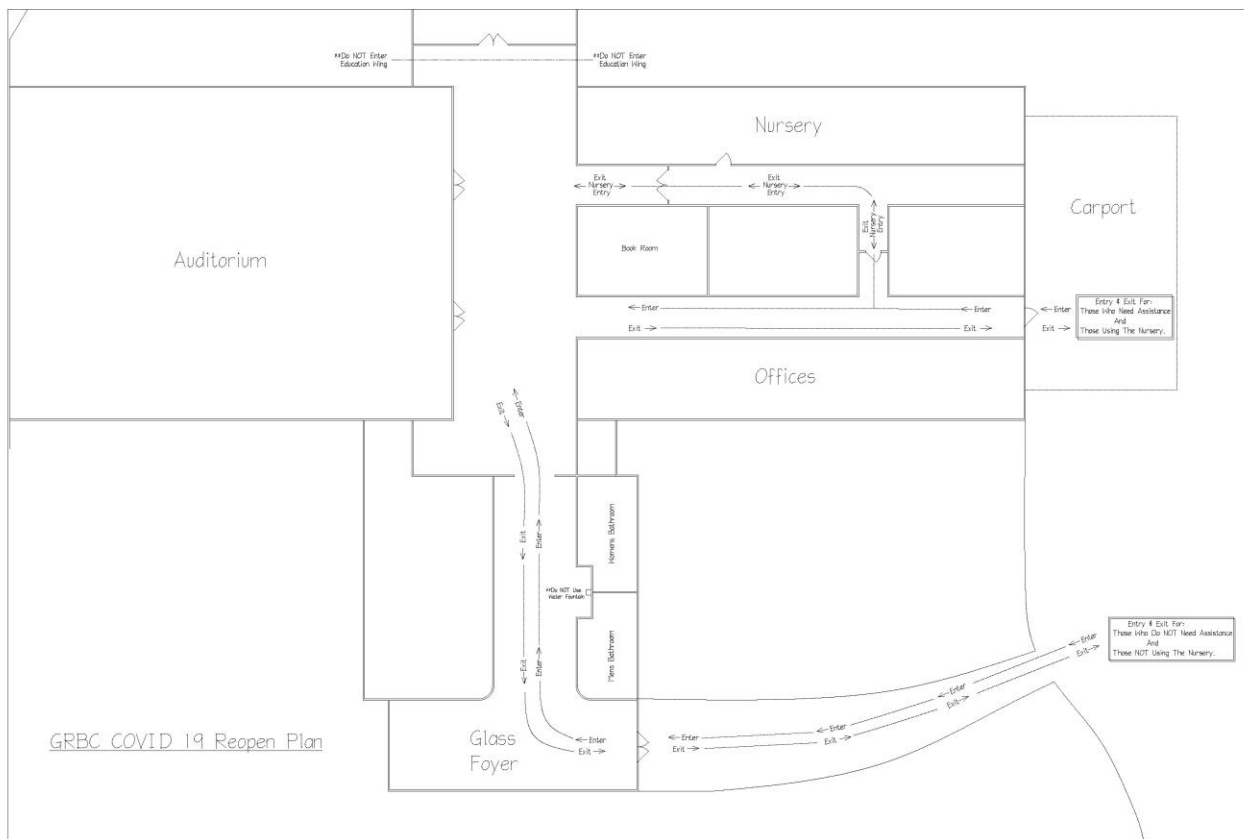 **Do NOT Enter
Education Wing
**Do NOT Enter
Education Wing
Nursery
Exit
Nursery
Entry
Exit
Nursery
Entry
Exit
Nursery
Entry
Carport
Auditorium
Book Room
Enter
Enter
Enter
Exit
Exit
Exit
Entry & Exit For:
Those Who Need Assistance
And
Those Using The Nursery.
Offices
Exit
Enter
Exit
Enter
Womens Bathroom
**Do NOT Use
Water Fountain
Mens Bathroom
Exit
Enter
Entry & Exit For:
Those Who Do NOT Need Assistance
And
Those NOT Using The Nursery.
Enter
Exit
Enter
Exit
Enter
Exit
Enter
Exit
Enter
Exit
GRBC COVID 19 Reopen Plan
Glass
Foyer